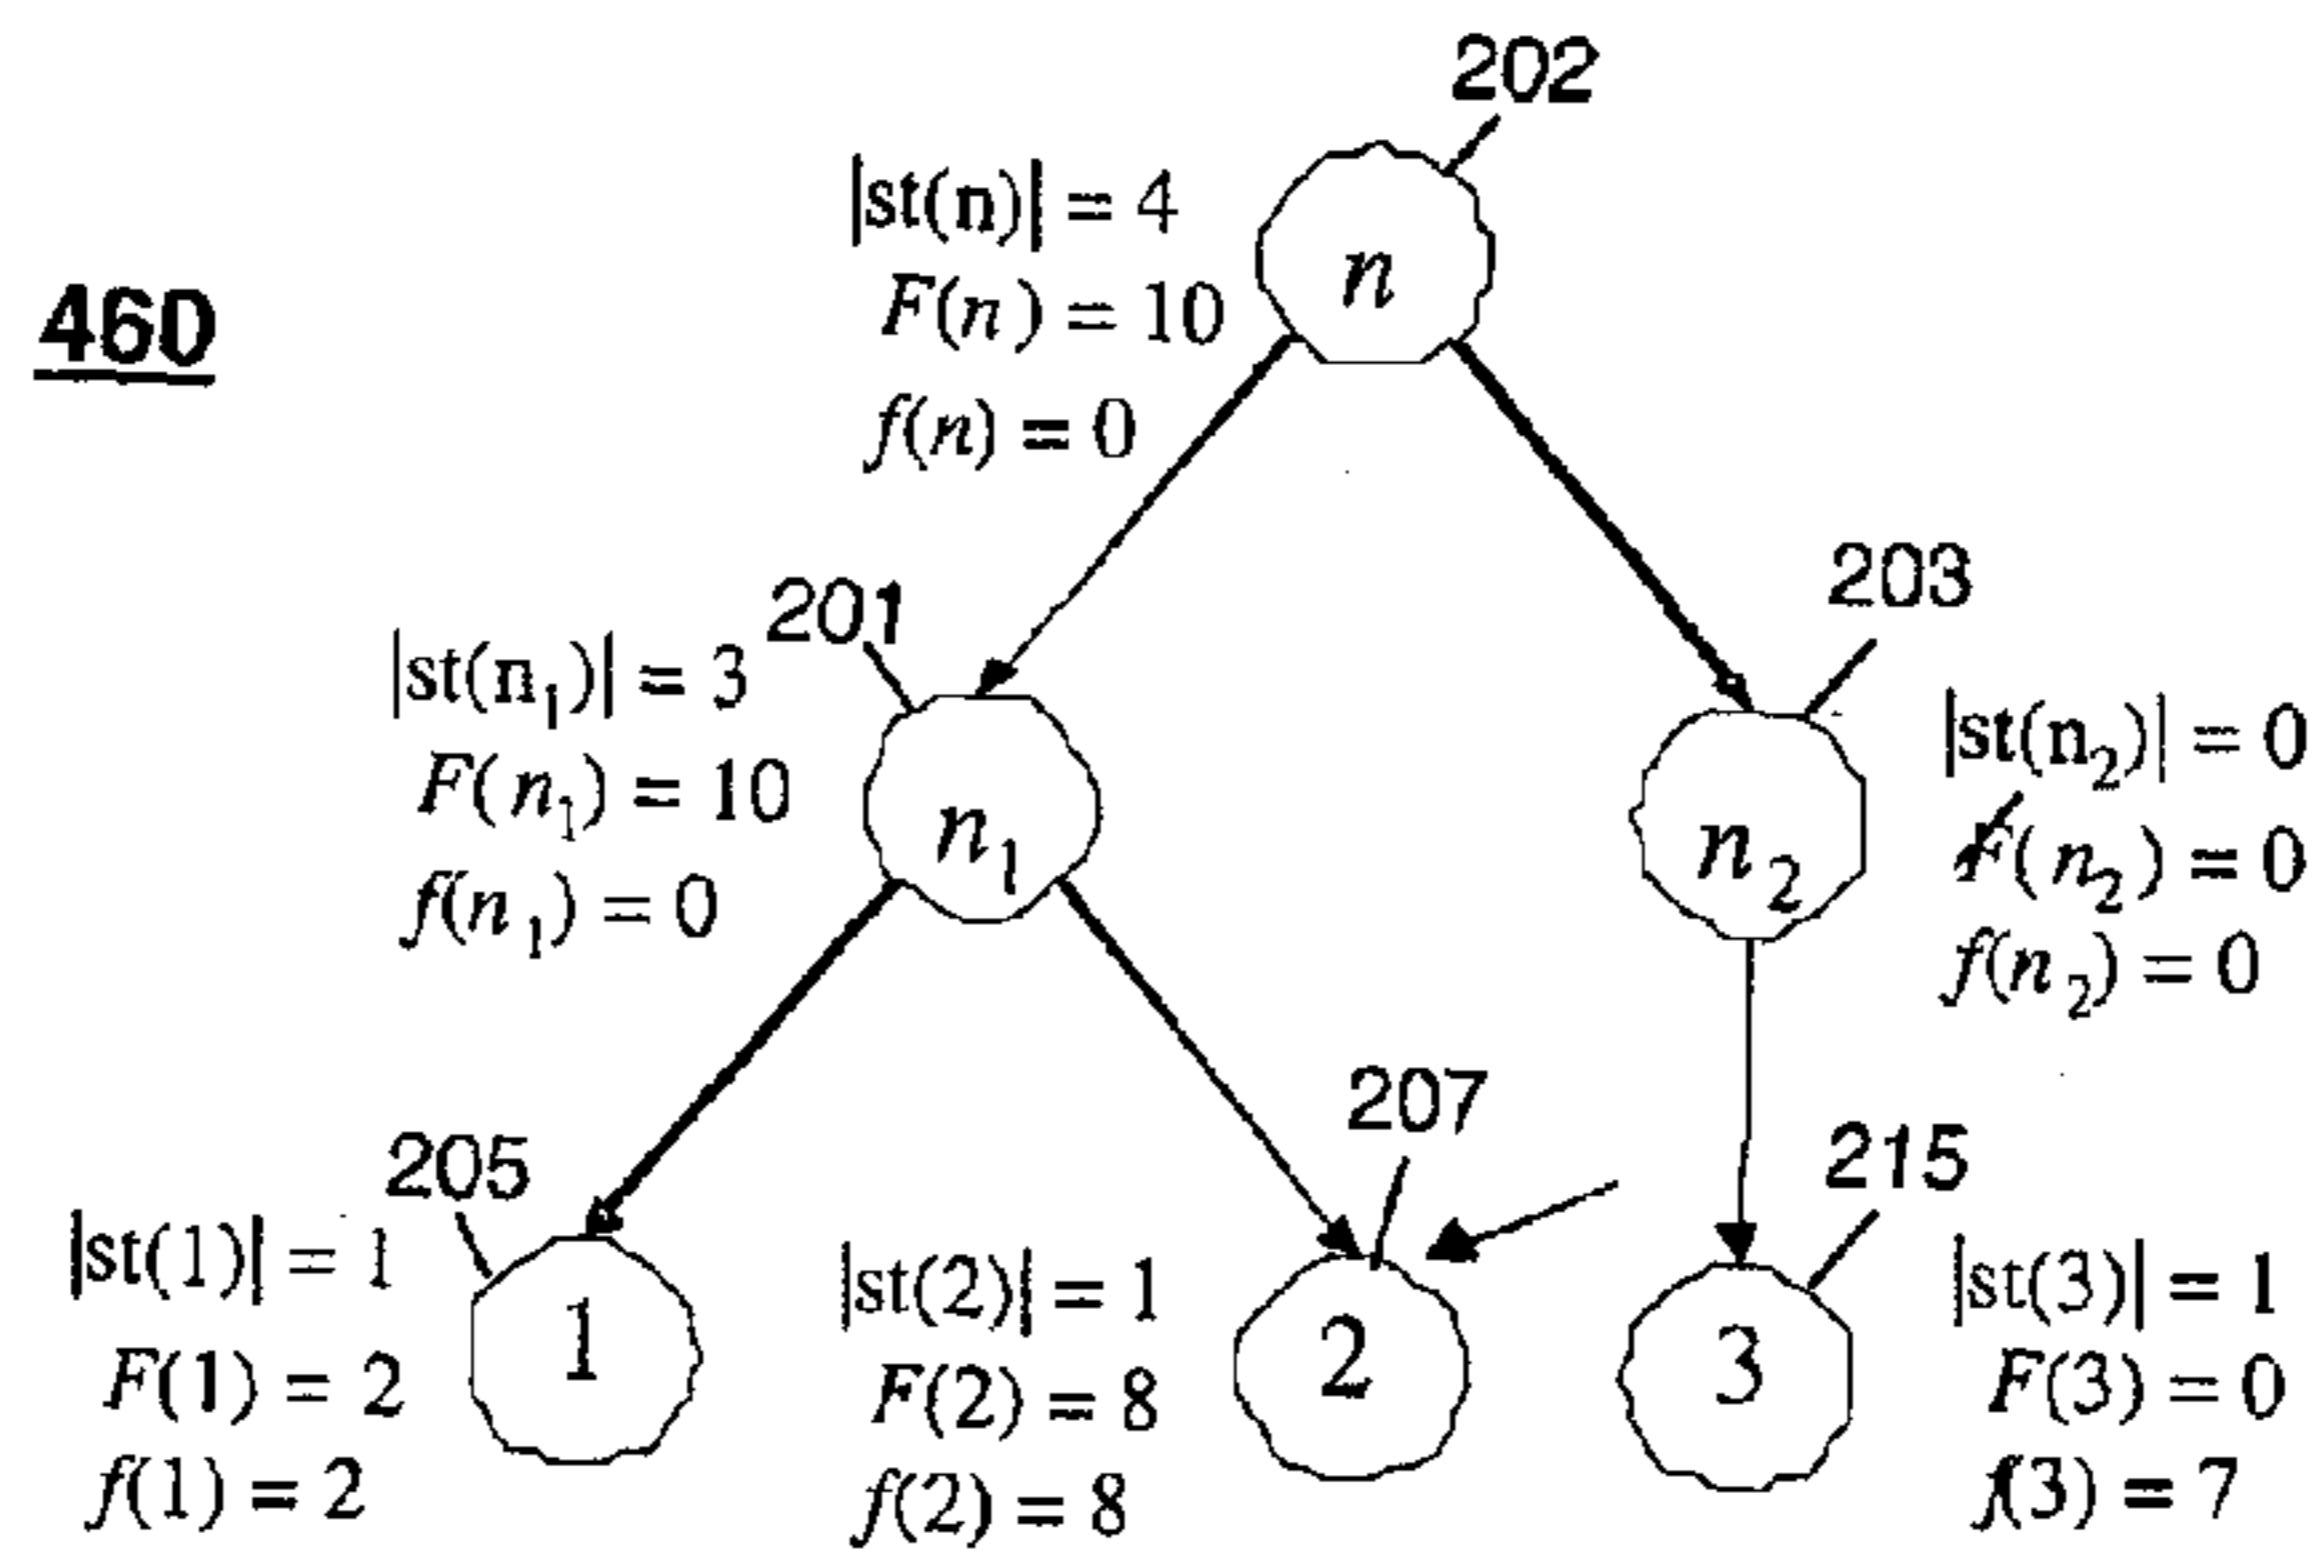 202
|st(n)| = 4
n
F(n) = 10
460
f(n) = 0
203
201
|st(n₁)| = 3
|st(n₂)| = 0
F(n₁) = 10
n₁
n₂
F(n₂) = 0
f(n₁) = 0
f(n₂) = 0
207
205
215
|st(1)| = 1
|st(2)| = 1
|st(3)| = 1
1
2
3
F(1) = 2
F(2) = 8
F(3) = 0
f(1) = 2
f(2) = 8
f(3) = 7